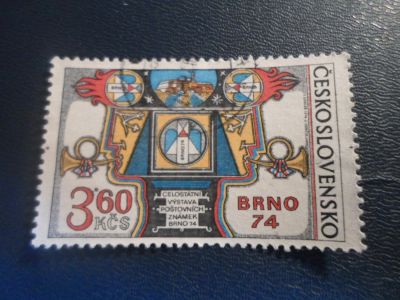 ČESKOSLOVENSKO
3·60
KČS
CELOSTÁTNÍ
VÝSTAVA
POŠTOVNÍCH
ZNÁMEK
BRNO 74
BRNO
74